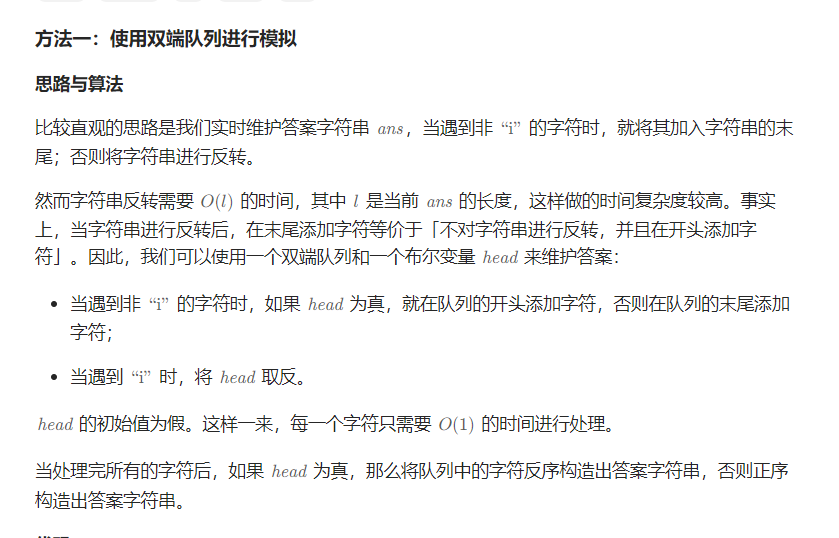 方法一：使用双端队列进行模拟
思路与算法
比较直观的思路是我们实时维护答案字符串 ans，当遇到非 “i” 的字符时，就将其加入字符串的末
尾；否则将字符串进行反转。
然而字符串反转需要 O(l) 的时间，其中 l 是当前 ans 的长度，这样做的时间复杂度较高。事实
上，当字符串进行反转后，在末尾添加字符等价于「不对字符串进行反转，并且在开头添加字
符」。因此，我们可以使用一个双端队列和一个布尔变量 head 来维护答案：
• 当遇到非 “i” 的字符时，如果 head 为真，就在队列的开头添加字符，否则在队列的末尾添加
字符；
• 当遇到 “i” 时，将 head 取反。
head 的初始值为假。这样一来，每一个字符只需要 O(1) 的时间进行处理。
当处理完所有的字符后，如果 head 为真，那么将队列中的字符反序构造出答案字符串，否则正序
构造出答案字符串。